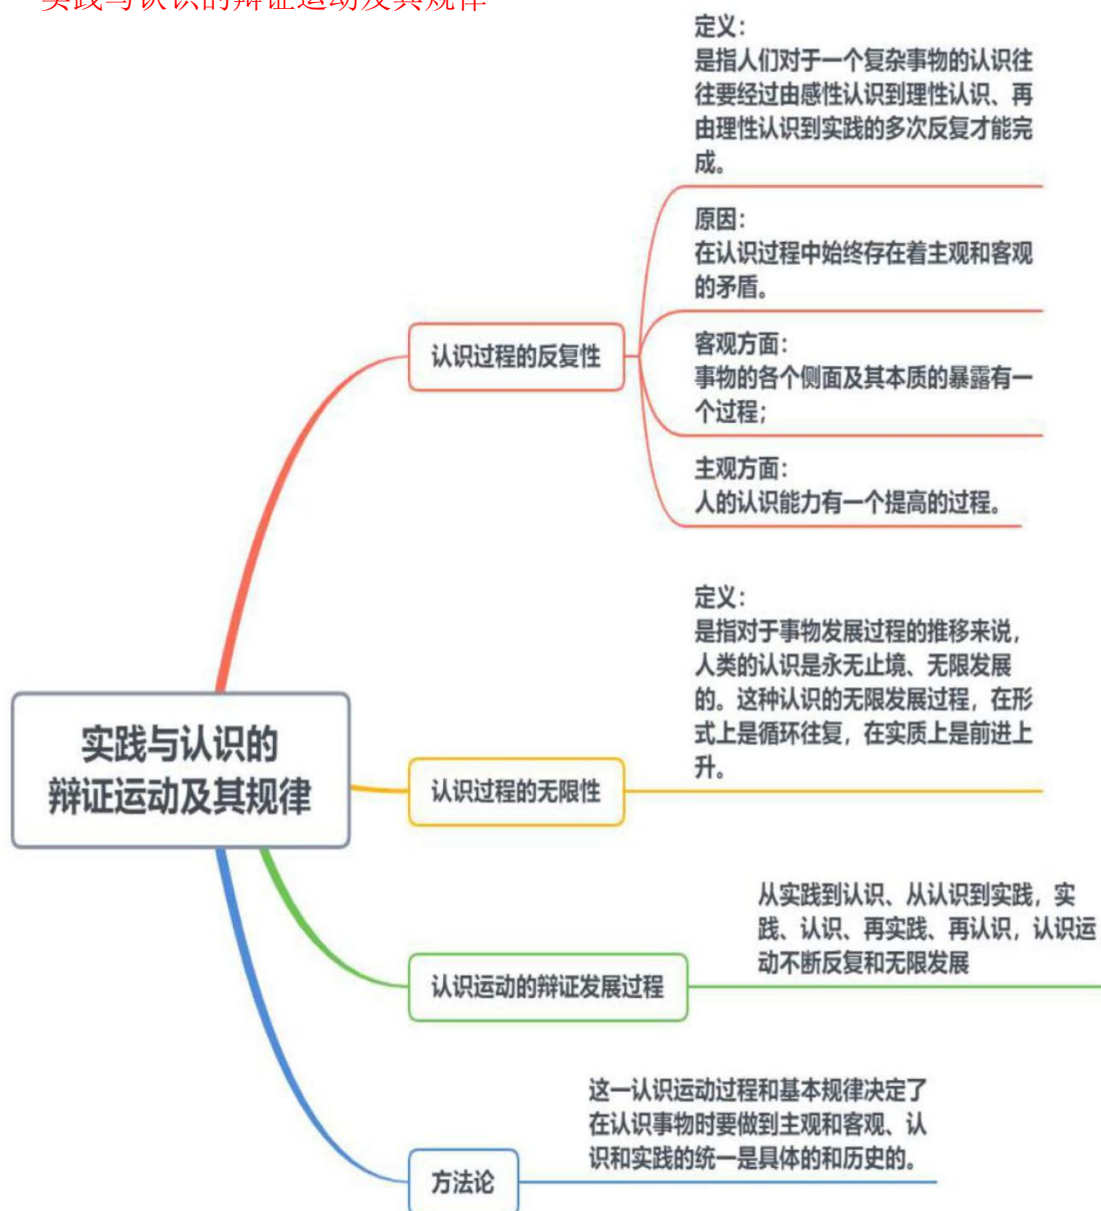 实践与认识的辩证运动及其规律
定义：
是指人们对于一个复杂事物的认识往
往要经过由感性认识到理性认识、再
由理性认识到实践的多次反复才能完
成。
原因：
在认识过程中始终存在着主观和客观
的矛盾。
认识过程的反复性
客观方面：
事物的各个侧面及其本质的暴露有一
个过程；
主观方面：
人的认识能力有一个提高的过程。
定义：
是指对于事物发展过程的推移来说，
人类的认识是永无止境、无限发展
的。这种认识的无限发展过程，在形
式上是循环往复，在实质上是前进上
升。
实践与认识的
辩证运动及其规律
认识过程的无限性
从实践到认识、从认识到实践，实
践、认识、再实践、再认识，认识运
动不断反复和无限发展
认识运动的辩证发展过程
这一认识运动过程和基本规律决定了
在认识事物时要做到主观和客观、认
识和实践的统一是具体的和历史的。
方法论